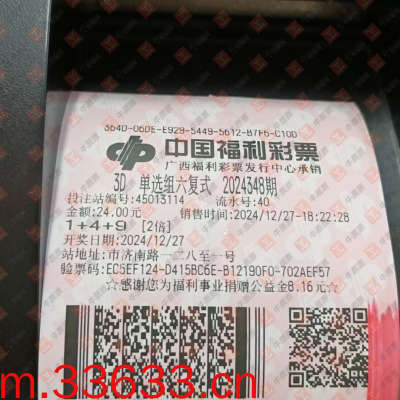 364D-06DE-E929-5449-5612-B7F6-C10D
中国福利彩票
广西福利彩票发行中心承销
3D 单选组六复式 2024348期
投注站编号:45013114 流水号:40
金额:24.00元 销售时间:2024/12/27-18:22:28
1+4+9 [2倍]
开奖日期:2024/12/27
站地址:市济南路一二八至一号
验票码:EC5EF124-D415BC6E-B12190F0-702AEF57
☆感谢您为福利事业捐赠公益金8.16元☆
m.33633.cn